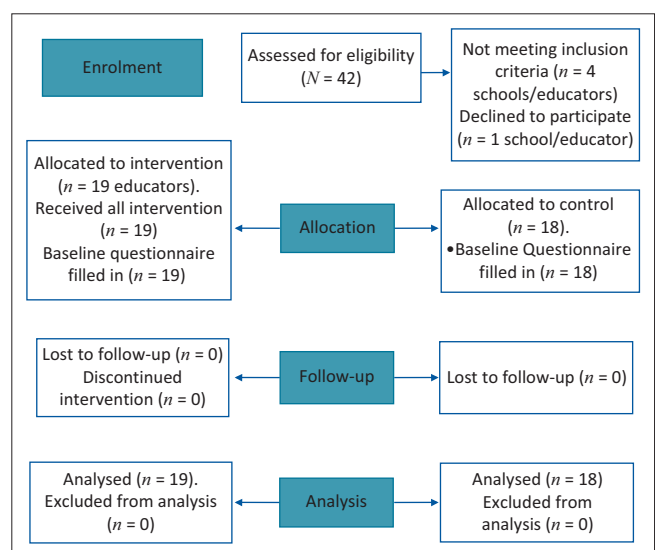 Enrolment
Assessed for eligibility
(N = 42)
Not meeting inclusion
criteria (n = 4
schools/educators)
Declined to participate
(n = 1 school/educator)
Allocated to intervention
(n = 19 educators).
Received all intervention
(n = 19)
Baseline questionnaire
filled in (n = 19)
Allocation
Allocated to control
(n = 18).
•Baseline Questionnaire
filled in (n = 18)
Lost to follow-up (n = 0)
Discontinued
intervention (n = 0)
Follow-up
Lost to follow-up (n = 0)
Analysed (n = 19).
Excluded from analysis
(n = 0)
Analysis
Analysed (n = 18)
Excluded from
analysis (n = 0)